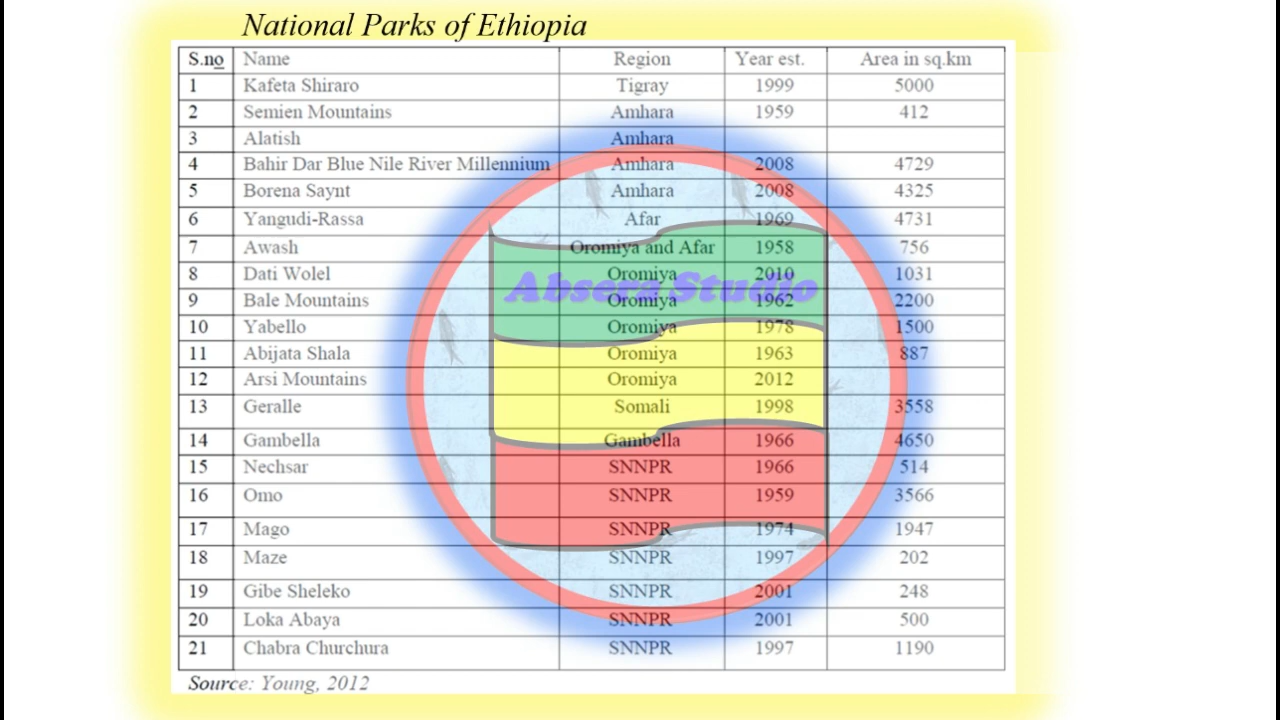 National Parks of Ethiopia
S.no Name Region Year est. Area in sq.km
1 Kafeta Shiraro Tigray 1999 5000
2 Semien Mountains Amhara 1959 412
3 Alatish Amhara
4 Bahir Dar Blue Nile River Millennium Amhara 2008 4729
5 Borena Saynt Amhara 2008 4325
6 Yangudi-Rassa Afar 1969 4731
7 Awash Oromiya and Afar 1958 756
8 Dati Wolel Oromiya 2010 1031
Absera Studio
9 Bale Mountains Oromiya 1962 2200
10 Yabello Oromiya 1978 1500
11 Abijata Shala Oromiya 1963 887
12 Arsi Mountains Oromiya 2012
13 Geralle Somali 1998 3558
14 Gambella Gambella 1966 4650
15 Nechsar SNNPR 1966 514
16 Omo SNNPR 1959 3566
17 Mago SNNPR 1974 1947
18 Maze SNNPR 1997 202
19 Gibe Sheleko SNNPR 2001 248
20 Loka Abaya SNNPR 2001 500
21 Chabra Churchura SNNPR 1997 1190
Source: Young, 2012